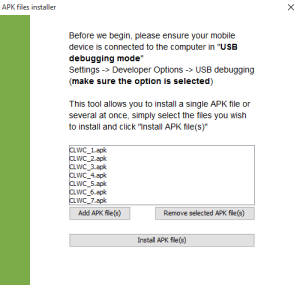 APK files installer
Before we begin, please ensure your mobile
device is connected to the computer in "USB
debugging mode"
Settings -> Developer Options -> USB debugging
(make sure the option is selected)
This tool allows you to install a single APK file or
several at once, simply select the files you wish
to install and click "Install APK file(s)"
CLWC_1.apk
CLWC_2.apk
CLWC_3.apk
CLWC_4.apk
CLWC_5.apk
CLWC_6.apk
CLWC_7.apk
Add APK file(s) Remove selected APK file(s)
Install APK file(s)